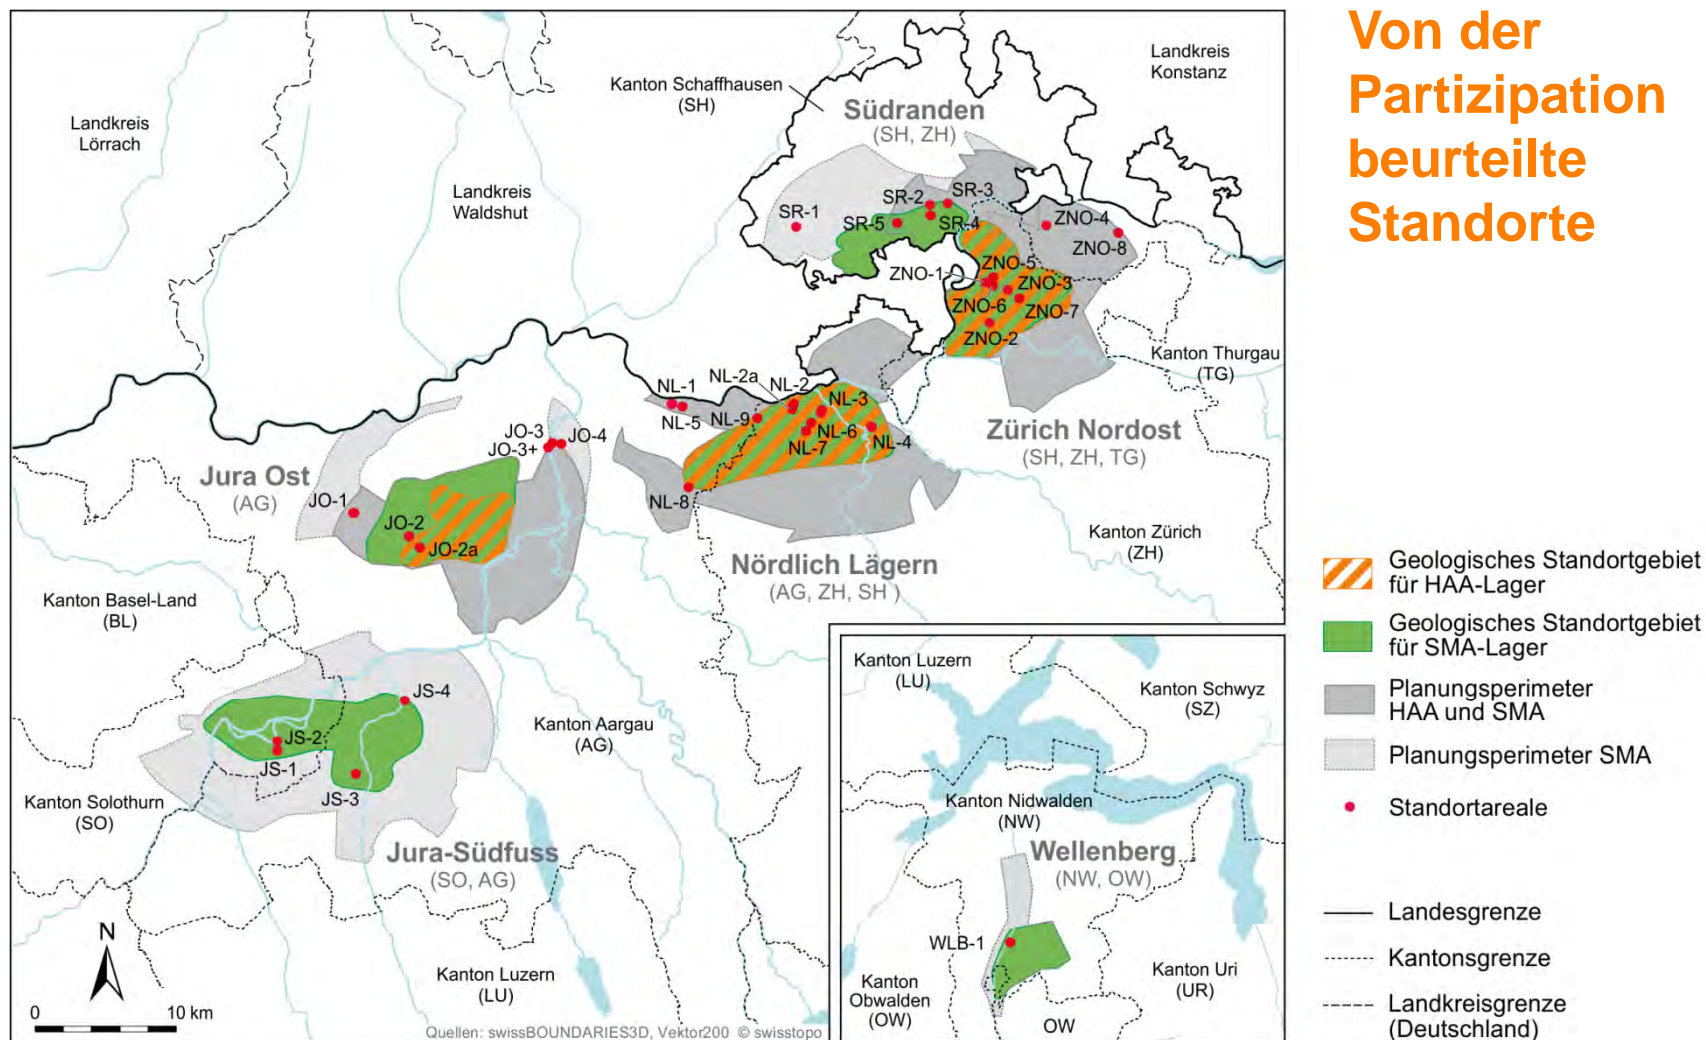 Von der
Partizipation
beurteilte
Standorte
Landkreis
Konstanz
Kanton Schaffhausen
(SH)
Südranden
(SH, ZH)
Landkreis
Lörrach
Landkreis
Waldshut
SR-1
SR-2
SR-3
SR-5
SR-4
ZNO-4
ZNO-8
ZNO-5
ZNO-1
ZNO-3
ZNO-6
ZNO-7
ZNO-2
Kanton Thurgau
(TG)
Zürich Nordost
(SH, ZH, TG)
NL-1
NL-2a
NL-2
NL-3
NL-5
NL-9
NL-6
NL-4
NL-7
NL-8
JO-3
JO-4
JO-3+
Jura Ost
(AG)
JO-1
JO-2
JO-2a
Kanton Zürich
(ZH)
Nördlich Lägern
(AG, ZH, SH )
Kanton Basel-Land
(BL)
JS-4
JS-2
JS-1
JS-3
Kanton Aargau
(AG)
Kanton Solothurn
(SO)
Jura-Südfuss
(SO, AG)
Kanton Luzern
(LU)
N
0 10 km
Quellen: swissBOUNDARIES3D, Vektor200 © swisstopo
Kanton Luzern
(LU)
Kanton Schwyz
(SZ)
Kanton Nidwalden
(NW)
Wellenberg
(NW, OW)
WLB-1
Kanton
Obwalden
(OW)
OW
Kanton Uri
(UR)
Geologisches Standortgebiet
für HAA-Lager
Geologisches Standortgebiet
für SMA-Lager
Planungsperimeter
HAA und SMA
Planungsperimeter SMA
Standortareale
Landesgrenze
Kantonsgrenze
Landkreisgrenze
(Deutschland)